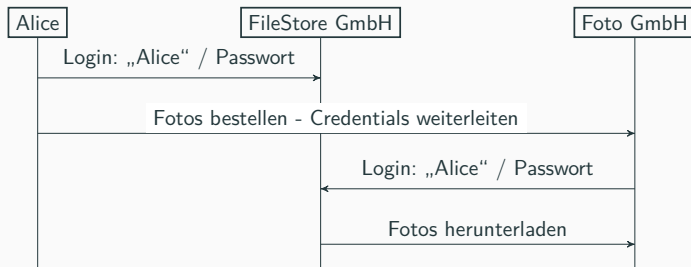 Alice
FileStore GmbH
Foto GmbH
Login: „Alice“ / Passwort
Fotos bestellen - Credentials weiterleiten
Login: „Alice“ / Passwort
Fotos herunterladen